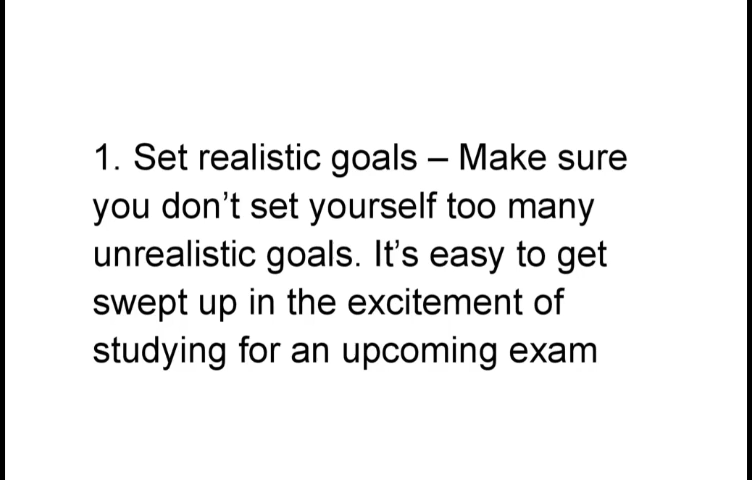 1. Set realistic goals – Make sure
you don’t set yourself too many
unrealistic goals. It’s easy to get
swept up in the excitement of
studying for an upcoming exam